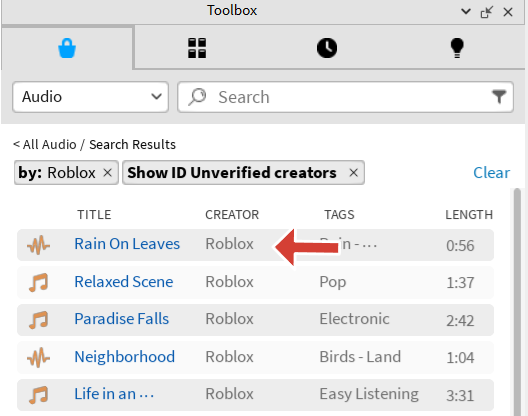 Toolbox
Audio
Search
< All Audio / Search Results
by: Roblox ×
Show ID Unverified creators ×
Clear
TITLE CREATOR TAGS LENGTH
Rain On Leaves Roblox Rain - ... 0:56
Relaxed Scene Roblox Pop 1:37
Paradise Falls Roblox Electronic 2:42
Neighborhood Roblox Birds - Land 1:04
Life in an ... Roblox Easy Listening 3:31